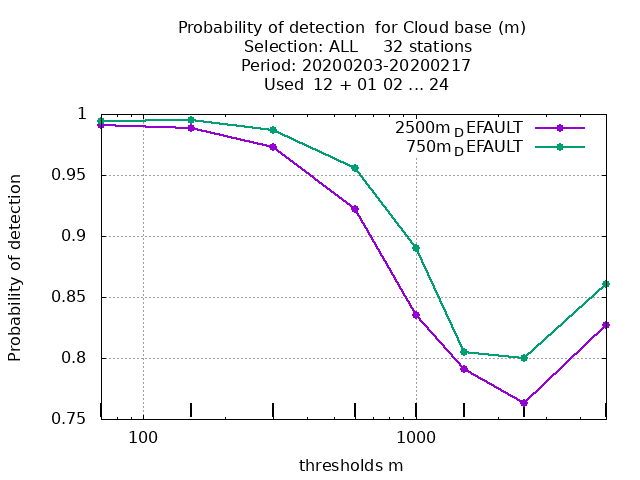 Probability of detection  for Cloud base (m)
Selection: ALL     32 stations
Period: 20200203-20200217
Used  12 + 01 02 ... 24
1
2500m_DEFAULT
750m_DEFAULT
0.95
0.9
0.85
0.8
0.75
Probability of detection
100
1000
thresholds m